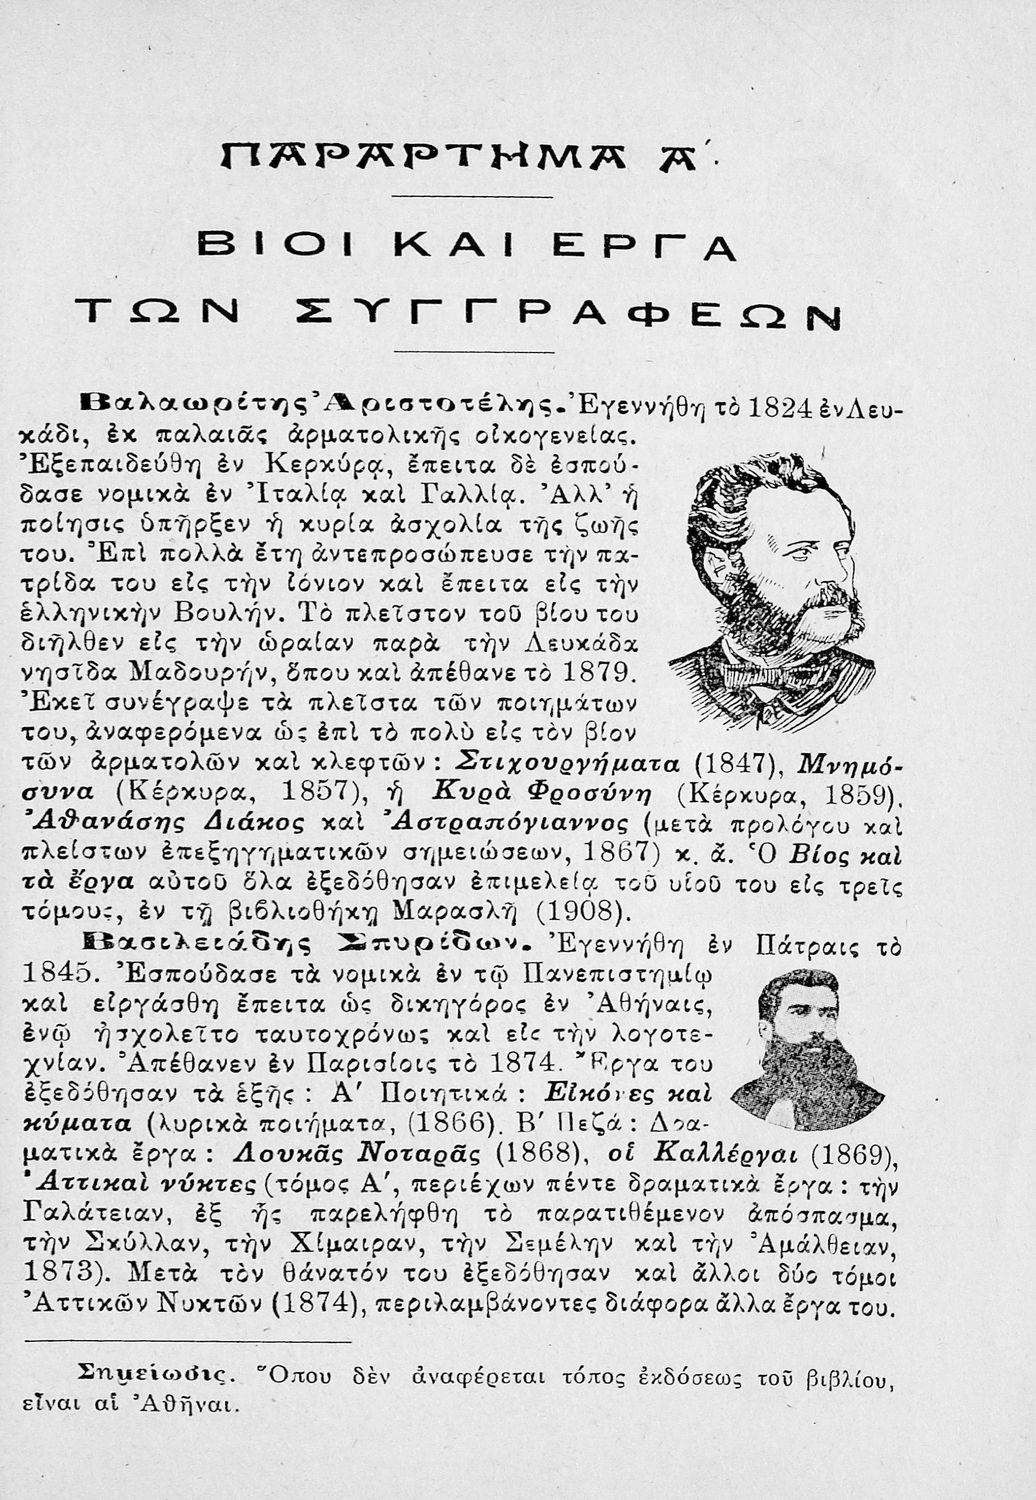 ΠΑΡΑΡΤΗΜΑ Α΄.
ΒΙΟΙ ΚΑΙ ΕΡΓΑ
ΤΩΝ ΣΥΓΓΡΑΦΕΩΝ
Βαλαωρίτης Ἀριστοτέλης. Ἐγεννήθη τὸ 1824 ἐν Λευ-
κάδι, ἐκ παλαιᾶς ἁρματολικῆς οἰκογενείας.
Ἐξεπαιδεύθη ἐν Κερκύρᾳ, ἔπειτα δὲ ἐσπού-
δασε νομικὰ ἐν Ἰταλίᾳ καὶ Γαλλίᾳ. Ἀλλ' ἡ
ποίησις ὑπῆρξεν ἡ κυρία ἀσχολία τῆς ζωῆς
του. Ἐπὶ πολλὰ ἔτη ἀντεπροσώπευσε τὴν πα-
τρίδα του εἰς τὴν ἰόνιον καὶ ἔπειτα εἰς τὴν
ἑλληνικὴν Βουλήν. Τὸ πλεῖστον τοῦ βίου του
διῆλθεν εἰς τὴν ὡραίαν παρὰ τὴν Λευκάδα
νησῖδα Μαδουρήν, ὅπου καὶ ἀπέθανε τὸ 1879.
Ἐκεῖ συνέγραψε τὰ πλεῖστα τῶν ποιημάτων
του, ἀναφερόμενα ὡς ἐπὶ τὸ πολὺ εἰς τὸν βίον
τῶν ἁρματολῶν καὶ κλεφτῶν : Στιχουργήματα (1847), Μνημό-
συνα (Κέρκυρα, 1857), ἡ Κυρὰ Φροσύνη (Κέρκυρα, 1859).
Ἀθανάσης Διάκος καὶ Ἀστραπόγιαννος (μετὰ προλόγου καὶ
πλείστων ἐπεξηγηματικῶν σημειώσεων, 1867) κ. ἄ. Ὁ Βίος καὶ
τὰ ἔργα αὐτοῦ ὅλα ἐξεδόθησαν ἐπιμελείᾳ τοῦ υἱοῦ του εἰς τρεῖς
τόμους, ἐν τῇ βιβλιοθήκῃ Μαρασλῆ (1908).
Βασιλειάδης Σπυρίδων. Ἐγεννήθη ἐν Πάτραις τὸ
1845. Ἐσπούδασε τὰ νομικὰ ἐν τῷ Πανεπιστημίῳ
καὶ εἰργάσθη ἔπειτα ὡς δικηγόρος ἐν Ἀθήναις,
ἐνῷ ἠσχολεῖτο ταυτοχρόνως καὶ εἰς τὴν λογοτε-
χνίαν. Ἀπέθανεν ἐν Παρισίοις τὸ 1874. Ἔργα του
ἐξεδόθησαν τὰ ἑξῆς : Α' Ποιητικά : Εἰκόνες καὶ
κύματα (λυρικὰ ποιήματα, (1866). Β' Πεζά : Δρα-
ματικὰ ἔργα : Λουκᾶς Νοταρᾶς (1868), οἱ Καλλέργαι (1869),
Ἀττικαὶ νύκτες (τόμος Α', περιέχων πέντε δραματικὰ ἔργα : τὴν
Γαλάτειαν, ἐξ ἧς παρελήφθη τὸ παρατιθέμενον ἀπόσπασμα,
τὴν Σκύλλαν, τὴν Χίμαιραν, τὴν Σεμέλην καὶ τὴν Ἀμάλθειαν,
1873). Μετὰ τὸν θάνατόν του ἐξεδόθησαν καὶ ἄλλοι δύο τόμοι
Ἀττικῶν Νυκτῶν (1874), περιλαμβάνοντες διάφορα ἄλλα ἔργα του.
Σημείωσις. Ὅπου δὲν ἀναφέρεται τόπος ἐκδόσεως τοῦ βιβλίου,
εἶναι αἱ Ἀθῆναι.